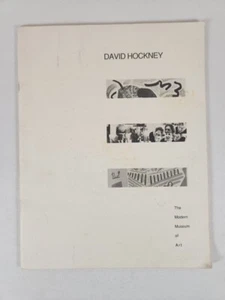 DAVID HOCKNEY
The
Modern
Museum
of
Art